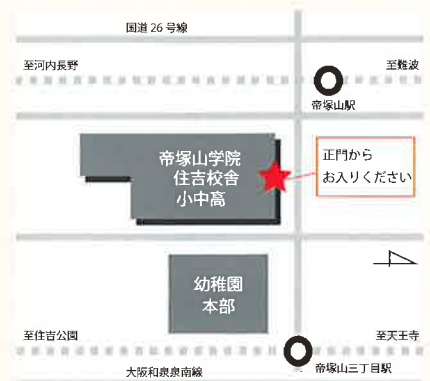 国道26号線
至河内長野
至難波
帝塚山駅
帝塚山学院
住吉校舎
小中高
正門から
お入りください
幼稚園
本部
至住吉公園
至天王寺
大阪和泉泉南線
帝塚山三丁目駅